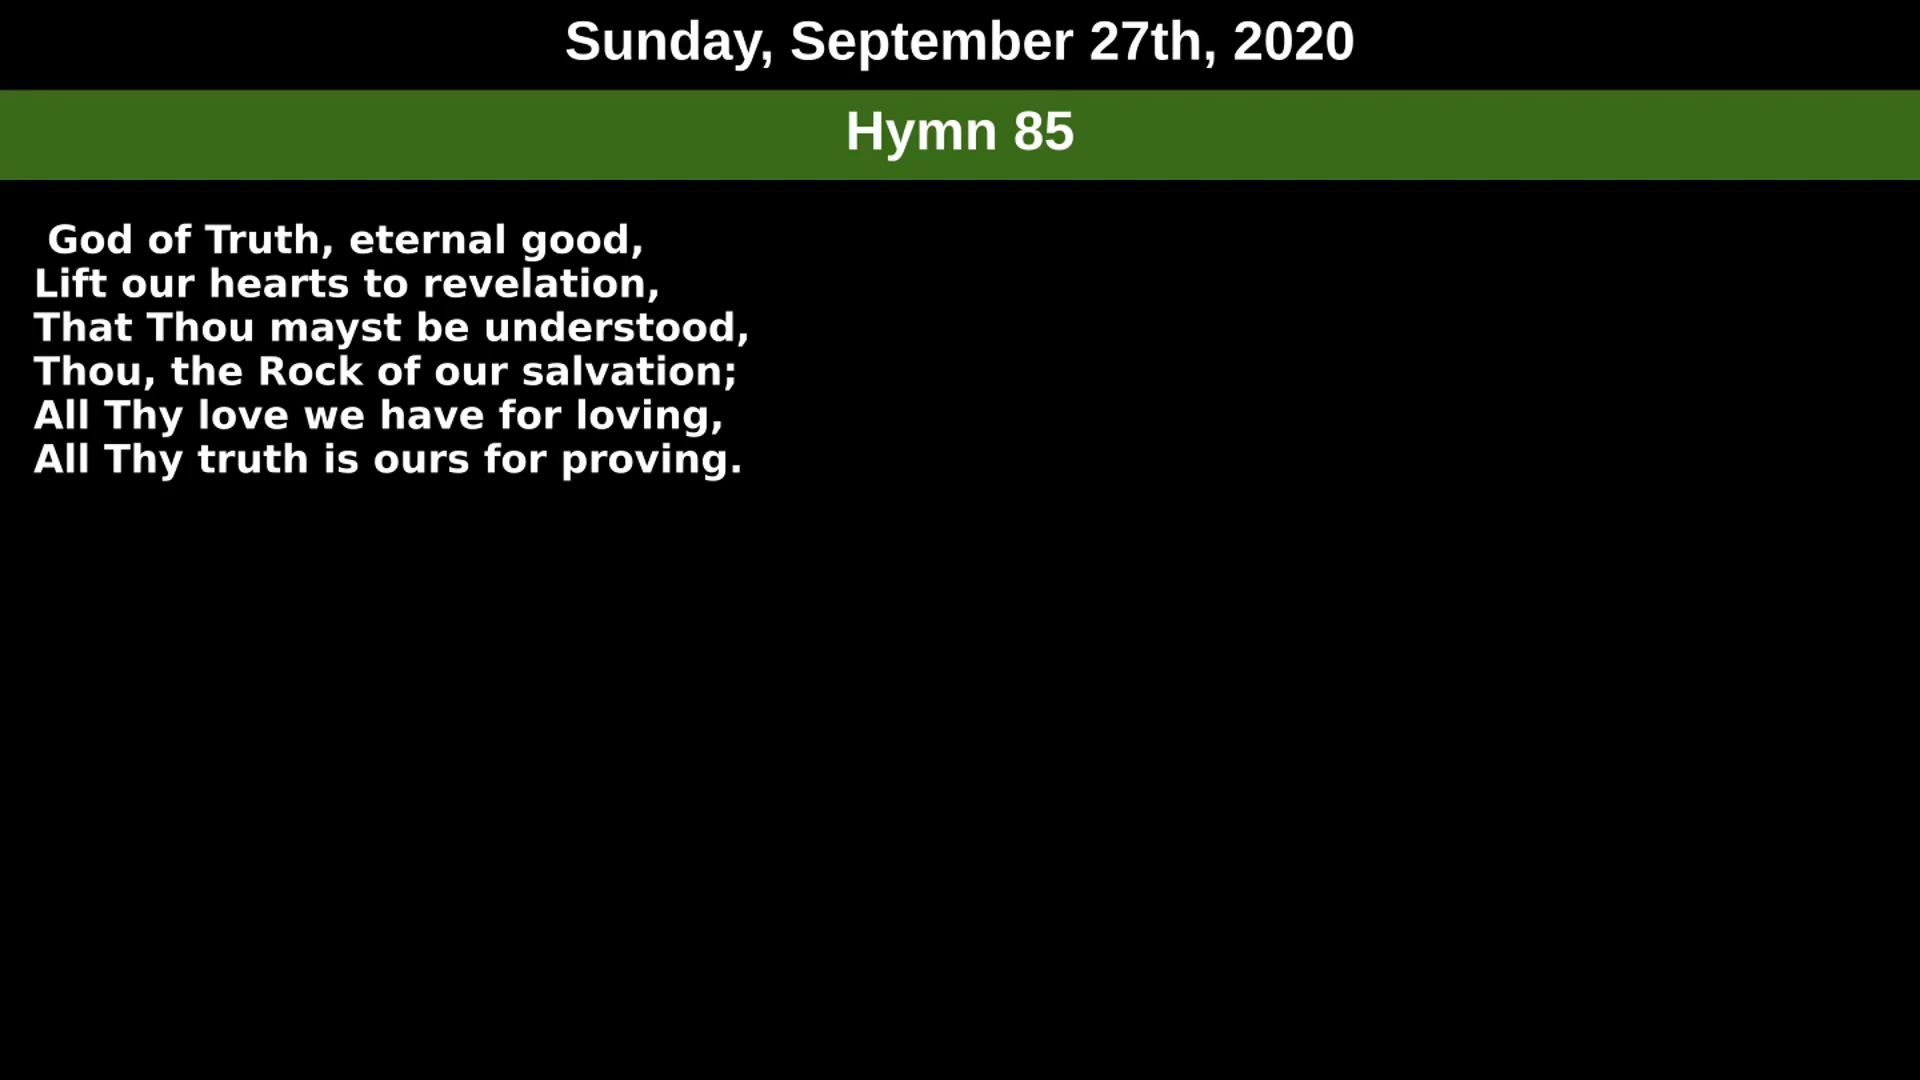 Sunday, September 27th, 2020
Hymn 85
God of Truth, eternal good,
Lift our hearts to revelation,
That Thou mayst be understood,
Thou, the Rock of our salvation;
All Thy love we have for loving,
All Thy truth is ours for proving.